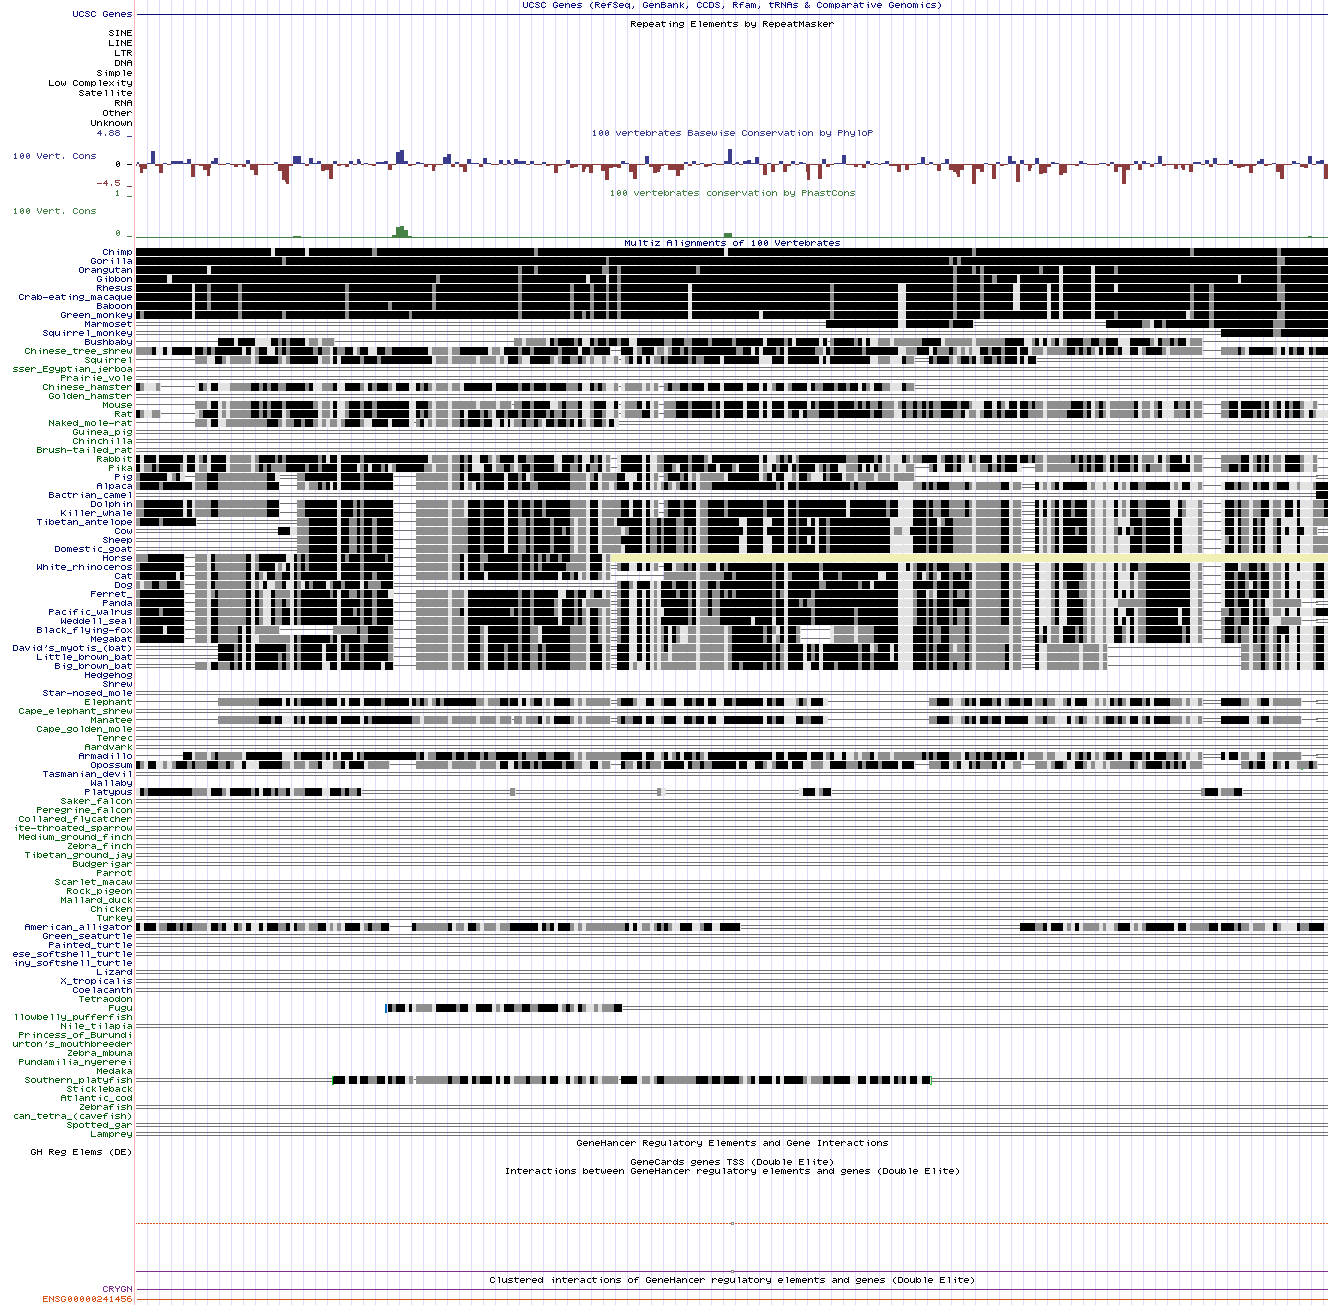 UCSC Genes (RefSeq, GenBank, CCDS, Rfam, tRNAs & Comparative Genomics)
UCSC Genes
Repeating Elements by RepeatMasker
SINE
LINE
LTR
DNA
Simple
Low Complexity
Satellite
RNA
Other
Unknown
4.88 _
100 vertebrates Basewise Conservation by PhyloP
100 Vert. Cons
0 _
-4.5 _
1 _
100 vertebrates conservation by PhastCons
100 Vert. Cons
0 _
Multiz Alignments of 100 Vertebrates
Chimp
Gorilla
Orangutan
Gibbon
Rhesus
Crab-eating_macaque
Baboon
Green_monkey
Marmoset
Squirrel_monkey
Bushbaby
Chinese_tree_shrew
Squirrel
sser_Egyptian_jerboa
Prairie_vole
Chinese_hamster
Golden_hamster
Mouse
Rat
Naked_mole-rat
Guinea_pig
Chinchilla
Brush-tailed_rat
Rabbit
Pika
Pig
Alpaca
Bactrian_camel
Dolphin
Killer_whale
Tibetan_antelope
Cow
Sheep
Domestic_goat
Horse
White_rhinoceros
Cat
Dog
Ferret_
Panda
Pacific_walrus
Weddell_seal
Black_flying-fox
Megabat
David's_myotis_(bat)
Little_brown_bat
Big_brown_bat
Hedgehog
Shrew
Star-nosed_mole
Elephant
Cape_elephant_shrew
Manatee
Cape_golden_mole
Tenrec
Aardvark
Armadillo
Opossum
Tasmanian_devil
Wallaby
Platypus
Saker_falcon
Peregrine_falcon
Collared_flycatcher
ite-throated_sparrow
Medium_ground_finch
Zebra_finch
Tibetan_ground_jay
Budgerigar
Parrot
Scarlet_macaw
Rock_pigeon
Mallard_duck
Chicken
Turkey
American_alligator
Green_seaturtle
Painted_turtle
ese_softshell_turtle
iny_softshell_turtle
Lizard
X_tropicalis
Coelacanth
Tetraodon
Fugu
llowbelly_pufferfish
Nile_tilapia
Princess_of_Burundi
urton's_mouthbreeder
Zebra_mbuna
Pundamilia_nyererei
Medaka
Southern_platyfish
Stickleback
Atlantic_cod
Zebrafish
can_tetra_(cavefish)
Spotted_gar
Lamprey
GeneHancer Regulatory Elements and Gene Interactions
GH Reg Elems (DE)
GeneCards genes TSS (Double Elite)
Interactions between GeneHancer regulatory elements and genes (Double Elite)
Clustered interactions of GeneHancer regulatory elements and genes (Double Elite)
CRYGN
ENSG00000241456